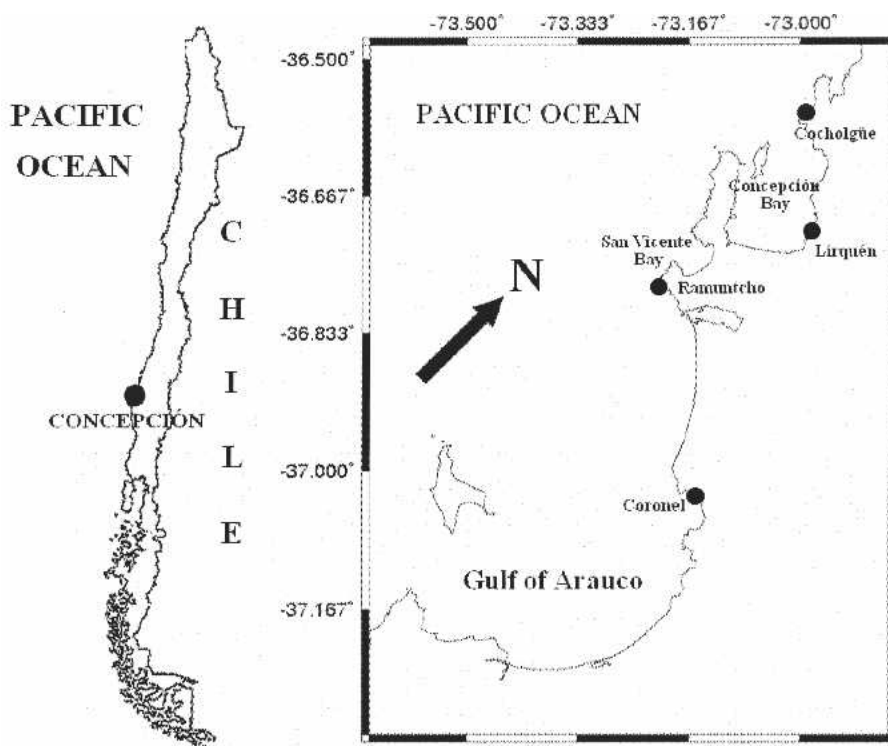 PACIFIC
OCEAN
C
H
I
L
E
CONCEPCIÓN
-73.500° -73.333° -73.167° -73.000°
-36.500°
-36.667°
-36.833°
-37.000°
-37.167°
PACIFIC OCEAN
Cocholgüe
Concepción
Bay
San Vicente
Bay
Lirquén
Ramuntcho
N
Coronel
Gulf of Arauco